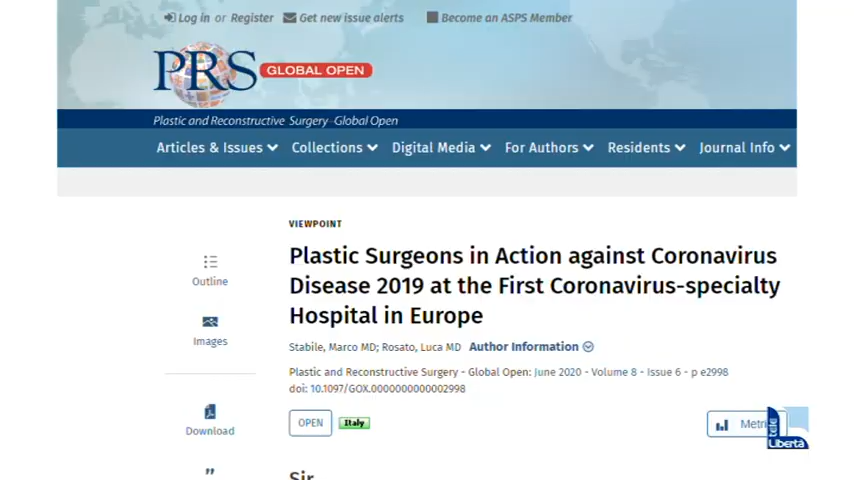 Log in or Register Get new issue alerts Become an ASPS Member
PRS GLOBAL OPEN
Plastic and Reconstructive Surgery-Global Open
Articles & Issues Collections Digital Media For Authors Residents Journal Info
VIEWPOINT
Plastic Surgeons in Action against Coronavirus
Disease 2019 at the First Coronavirus-specialty
Hospital in Europe
Stabile, Marco MD; Rosato, Luca MD Author Information
Plastic and Reconstructive Surgery - Global Open: June 2020 - Volume 8 - Issue 6 - p e2998
doi: 10.1097/GOX.0000000000002998
OPEN Italy
Outline
Images
Download
"
Metri
tele Libertà
Sir